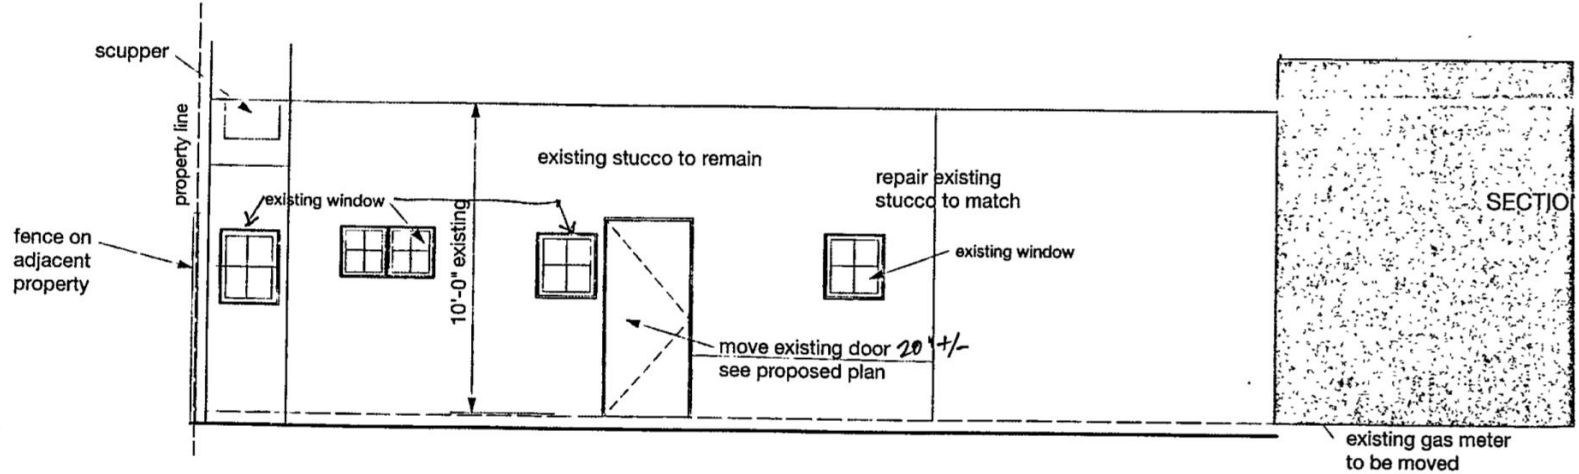 scupper
property line
existing stucco to remain
repair existing
stucco to match
existing window
SECTIO
fence on
adjacent
property
10'-0" existing
existing window
move existing door 20" +/-
see proposed plan
existing gas meter
to be moved